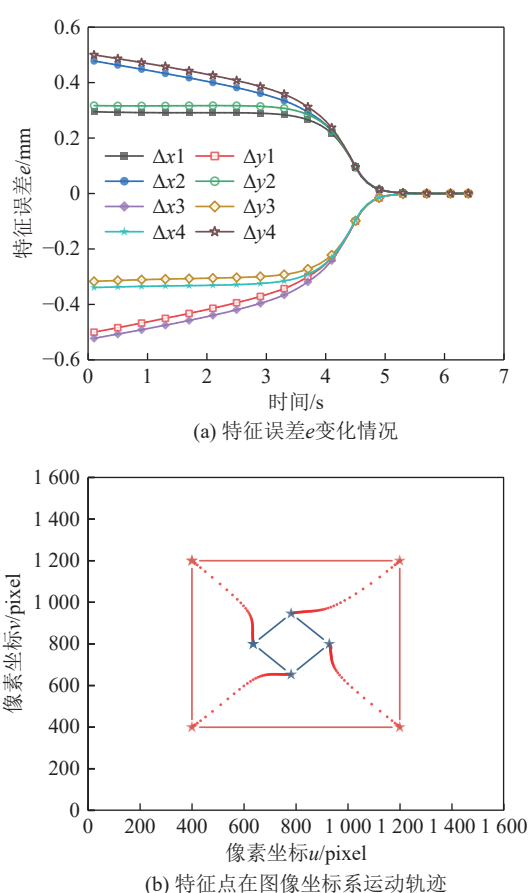 0.6
0.4
0.2
0
−0.2
−0.4
−0.6
特征误差e/mm
Δx1 Δy1
Δx2 Δy2
Δx3 Δy3
Δx4 Δy4
0 1 2 3 4 5 6 7
时间/s
(a) 特征误差e变化情况
1 600
1 400
1 200
1 000
800
600
400
200
0
像素坐标v/pixel
0 200 400 600 800 1 000 1 200 1 400 1 600
像素坐标u/pixel
(b) 特征点在图像坐标系运动轨迹